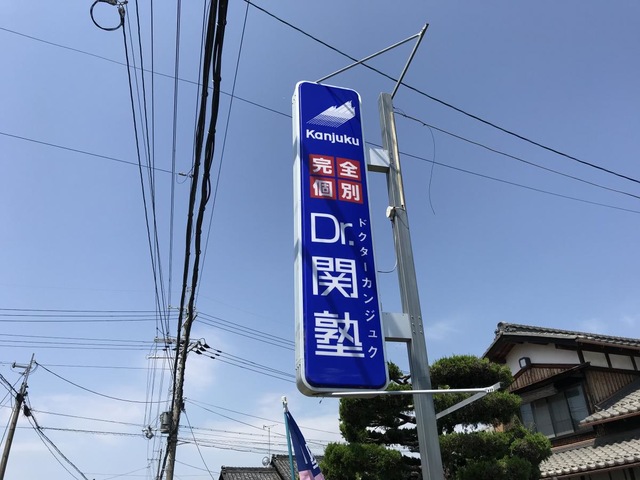 Kanjuku
完全
個別
Dr.
関
塾
ドクターカンジュク